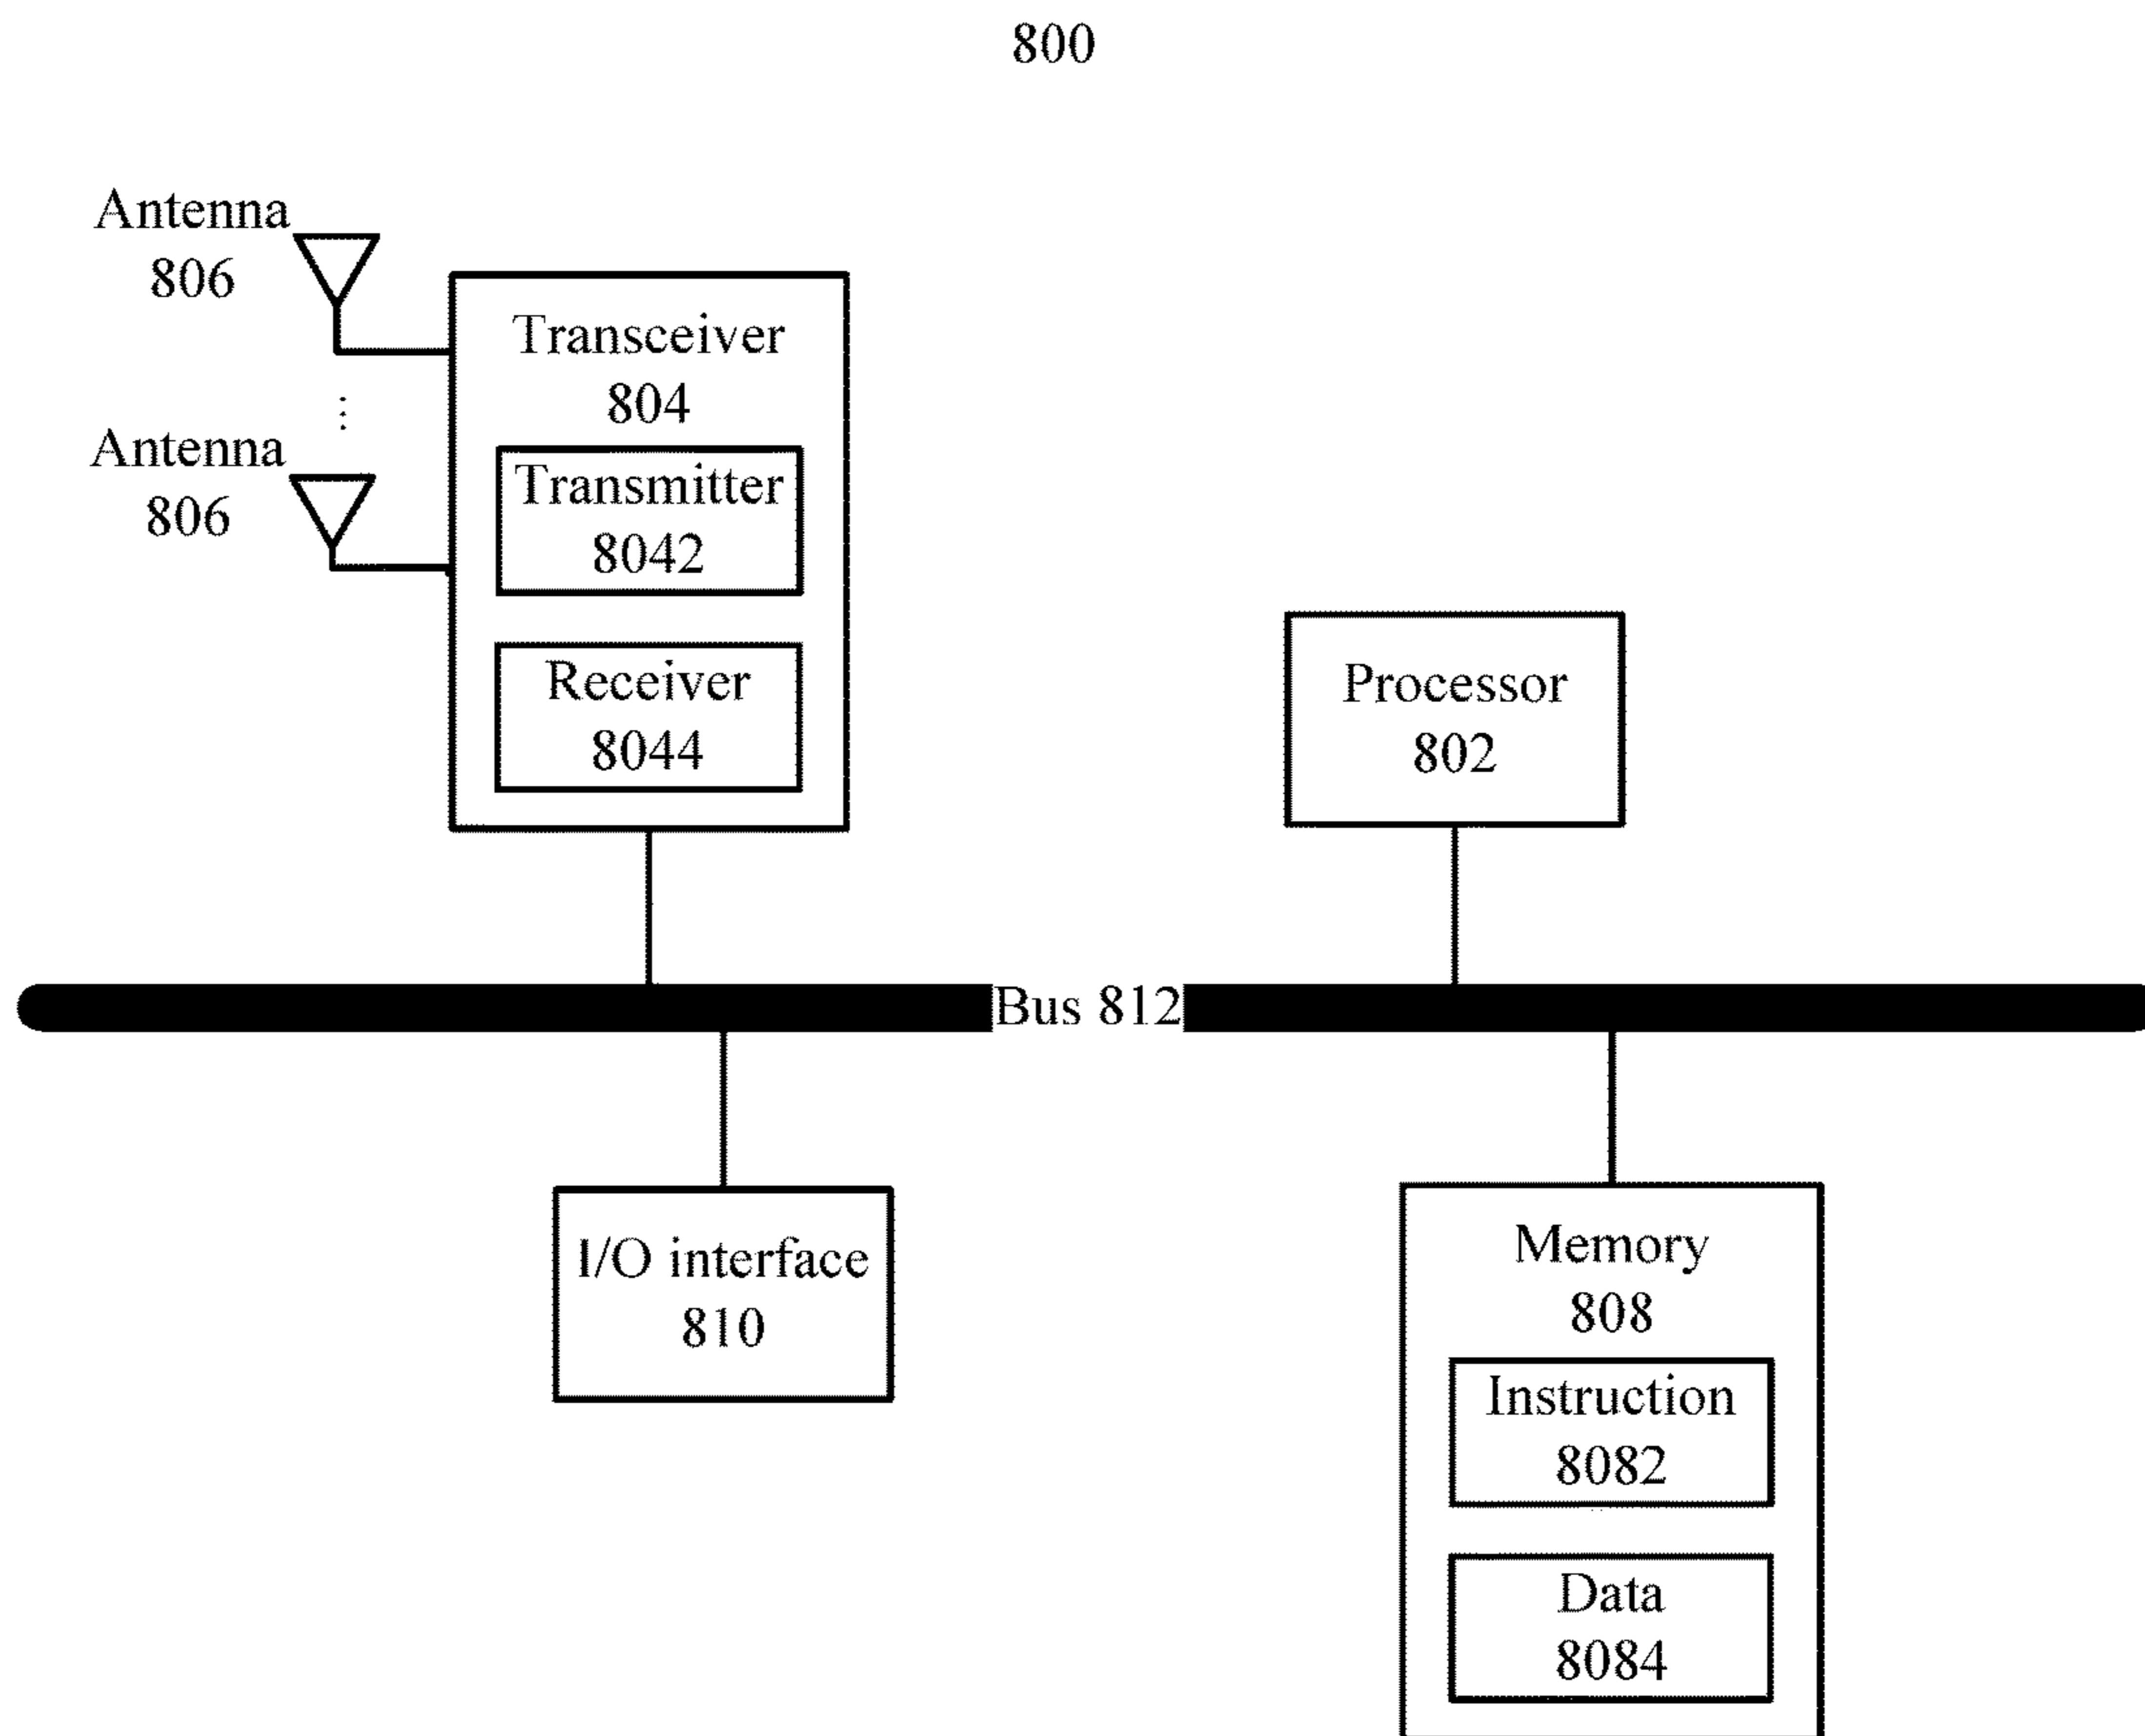 800
Antenna
806
Transceiver
804
Antenna
806
Transmitter
8042
Receiver
8044
Processor
802
Bus 812
I/O interface
810
Memory
808
Instruction
8082
Data
8084